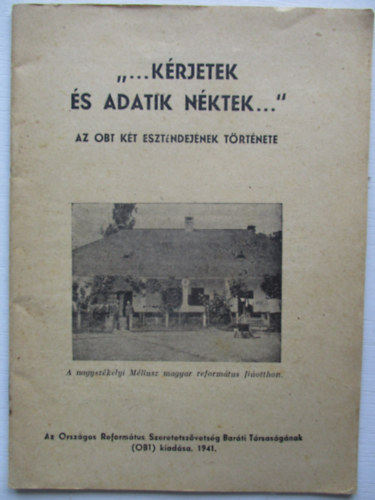 „...KÉRJETEK
ÉS ADATIK NÉKTEK..."
AZ OBT KÉT ESZTENDEJÉNEK TÖRTÉNETE
A nagyszékelyi Méliusz magyar református fiúotthon.
Az Országos Református Szeretetszövetség Baráti Társaságának
(OBT) kiadása, 1941.